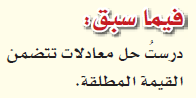 فيما سبق:
درستُ حل معادلات تتضمن
القيمة المطلقة.